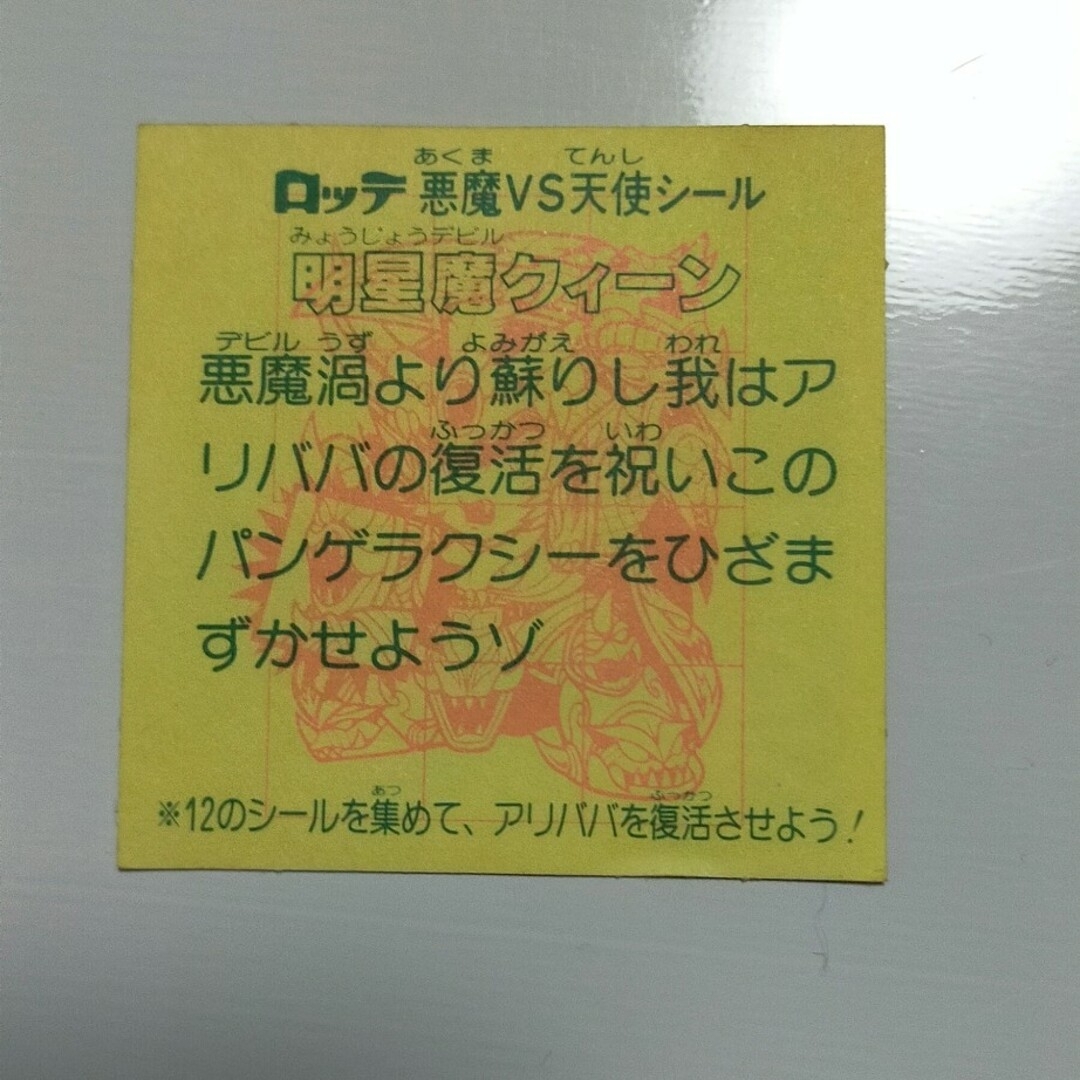 あくま てんし
ロッテ 悪魔VS天使シール
みょうじょうデビル
明星魔クィーン
デビル うず よみがえ われ
悪魔渦より蘇りし我はア
ふっかつ いわ
リババの復活を祝いこの
パンゲラクシーをひざま
ずかせようゾ
あつ ふっかつ
※12のシールを集めて、アリババを復活させよう！